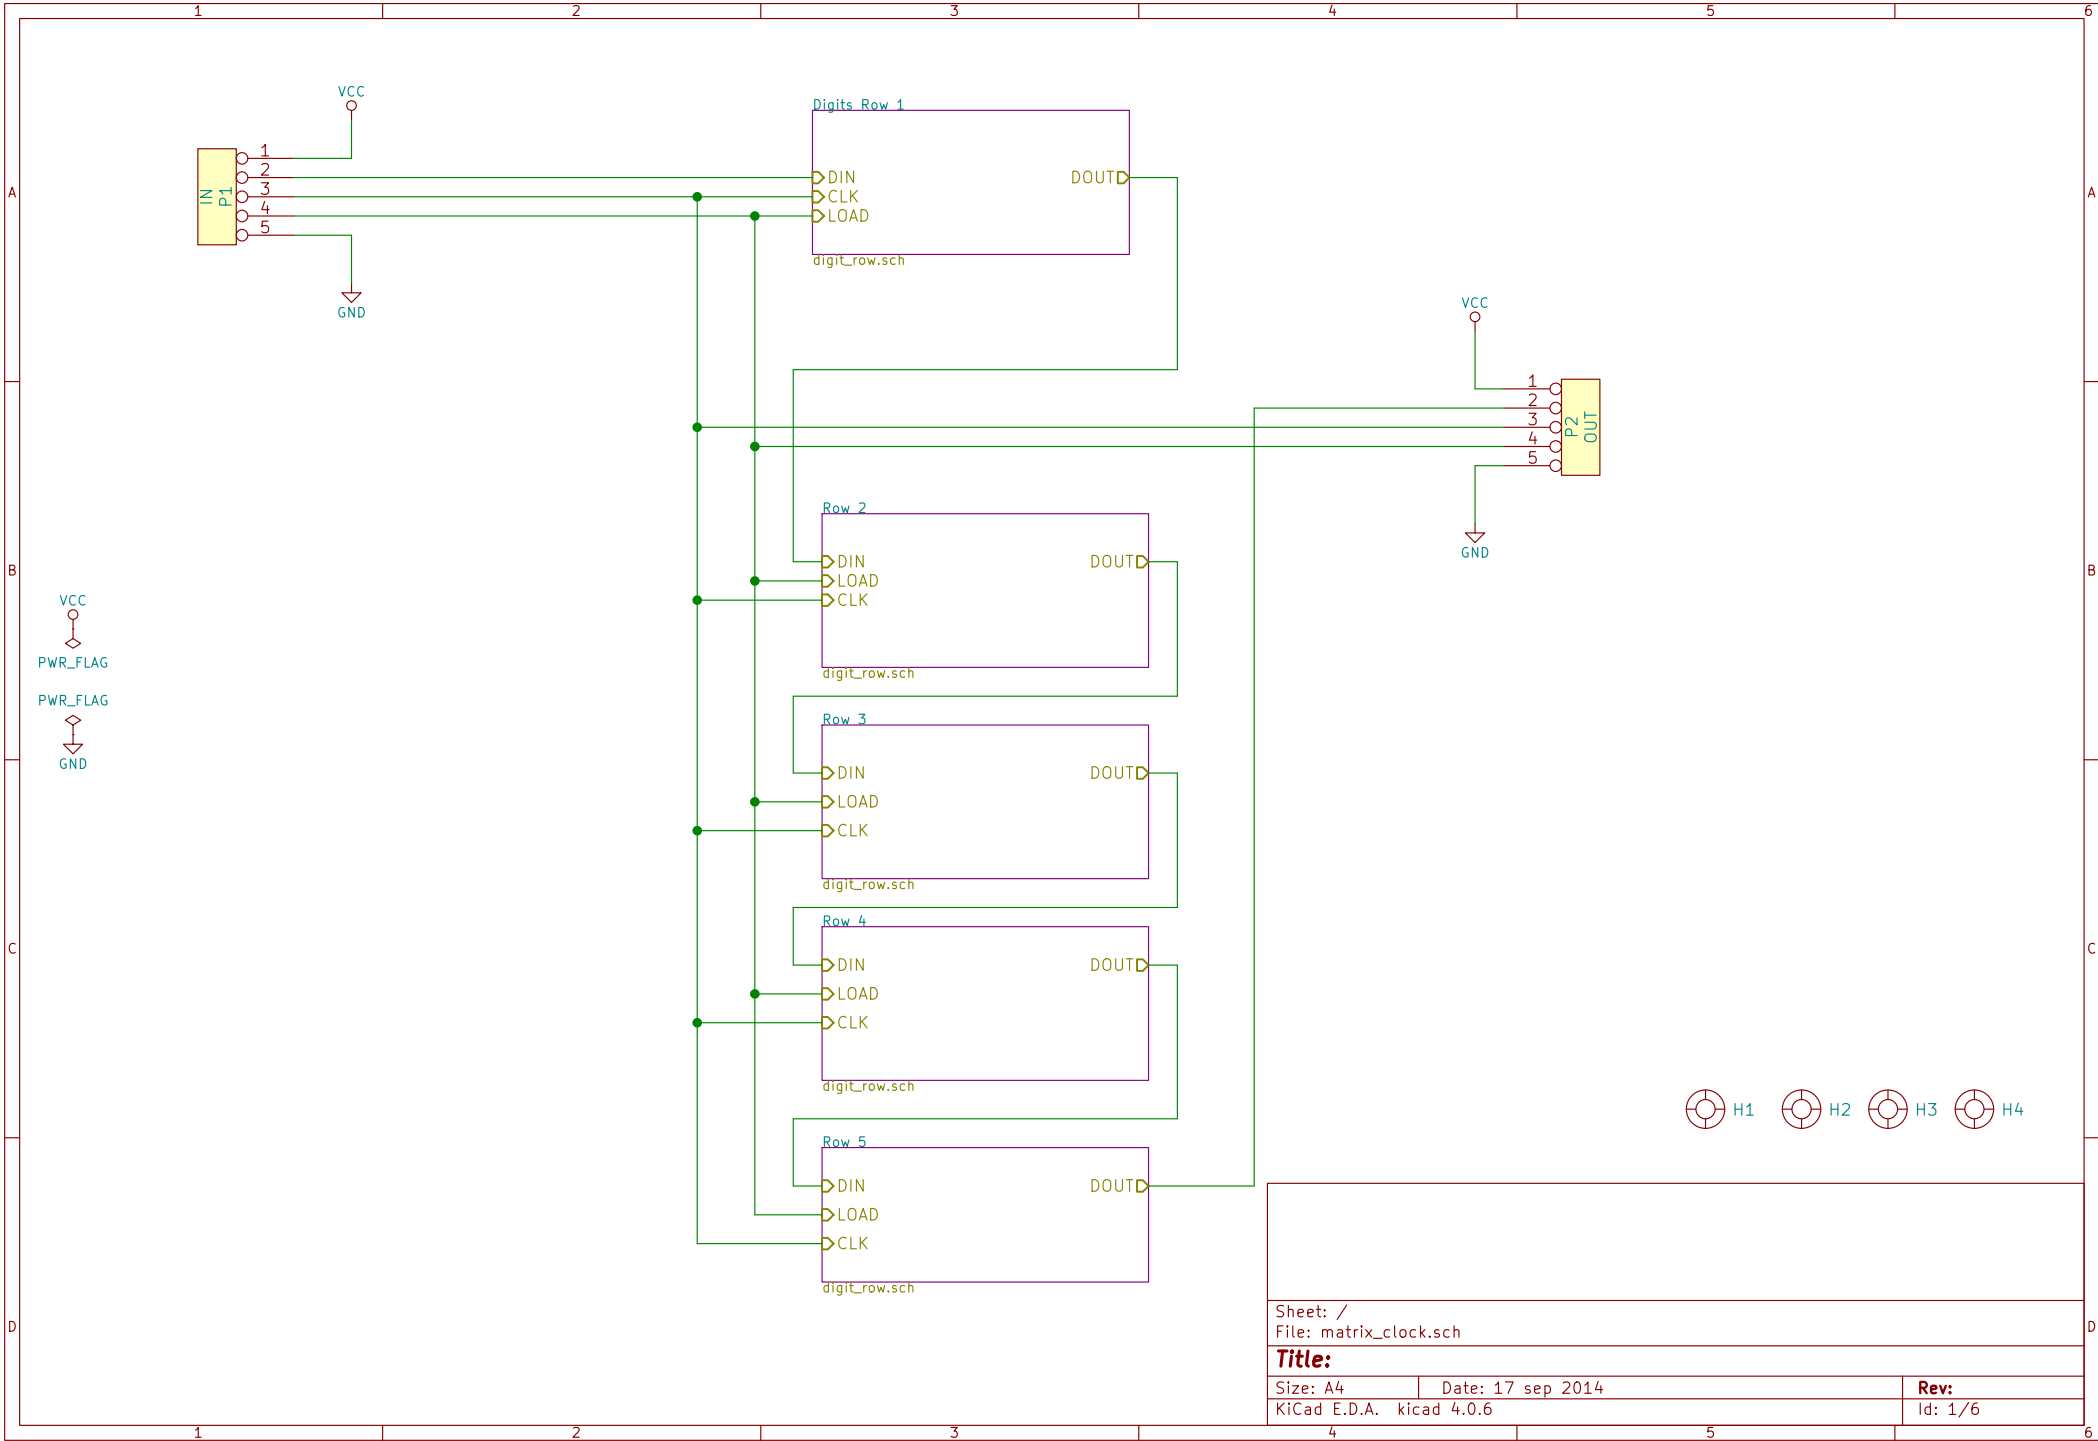 1 2 3 4 5 6
VCC
Digits Row 1
1
2
3
4
5
IN
P1
DIN
CLK
LOAD
DOUT
digit_row.sch
GND
A
A
VCC
1
2
3
4
5
P2
OUT
GND
Row 2
DIN
LOAD
CLK
DOUT
digit_row.sch
B
B
VCC
PWR_FLAG
PWR_FLAG
GND
Row 3
DIN
LOAD
CLK
DOUT
digit_row.sch
Row 4
DIN
LOAD
CLK
DOUT
digit_row.sch
C
C
H1 H2 H3 H4
Row 5
DIN
LOAD
CLK
DOUT
digit_row.sch
D
D
Sheet: /
File: matrix_clock.sch
Title:
Size: A4 Date: 17 sep 2014 Rev:
KiCad E.D.A. kicad 4.0.6 Id: 1/6
1 2 3 4 5 6